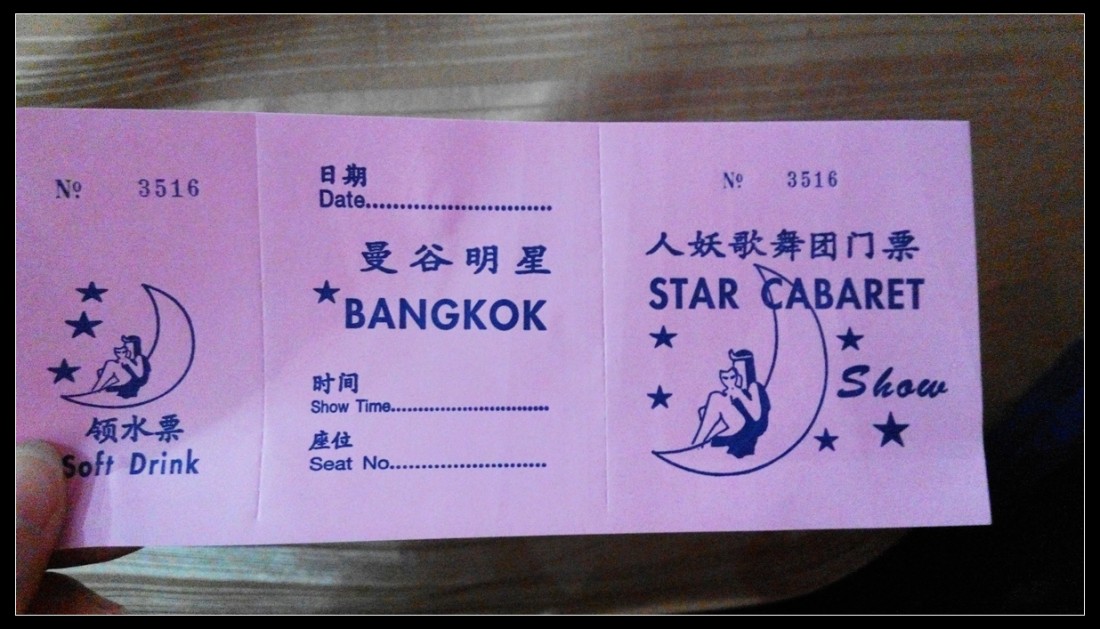 Nº 3516
领水票
Soft Drink
日期
Date
曼谷明星
BANGKOK
时间
Show Time
座位
Seat No
Nº 3516
人妖歌舞团门票
STAR CABARET
Show